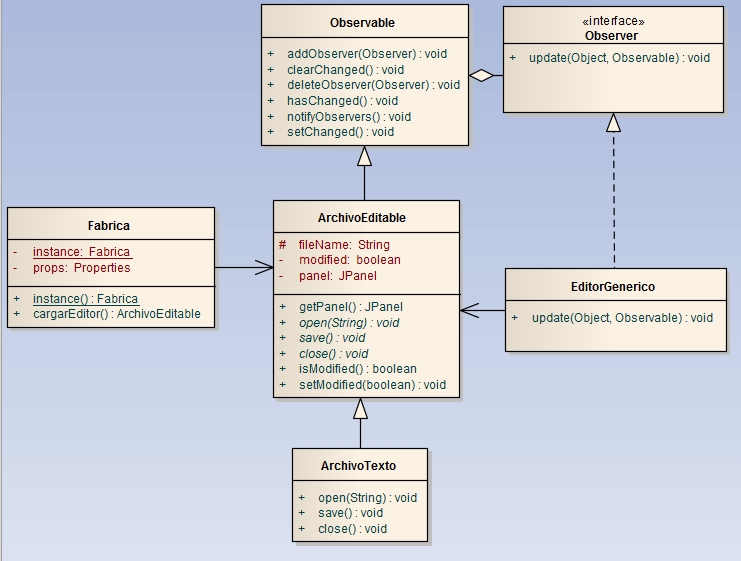 Observable
+ addObserver(Observer) : void
+ clearChanged() : void
+ deleteObserver(Observer) : void
+ hasChanged() : void
+ notifyObservers() : void
+ setChanged() : void
«interface»
Observer
+ update(Object, Observable) : void
Fabrica
- instance: Fabrica
- props: Properties
+ instance() : Fabrica
+ cargarEditor() : ArchivoEditable
ArchivoEditable
# fileName: String
- modified: boolean
- panel: JPanel
+ getPanel() : JPanel
+ open(String) : void
+ save() : void
+ close() : void
+ isModified() : boolean
+ setModified(boolean) : void
EditorGenerico
+ update(Object, Observable) : void
ArchivoTexto
+ open(String) : void
+ save() : void
+ close() : void